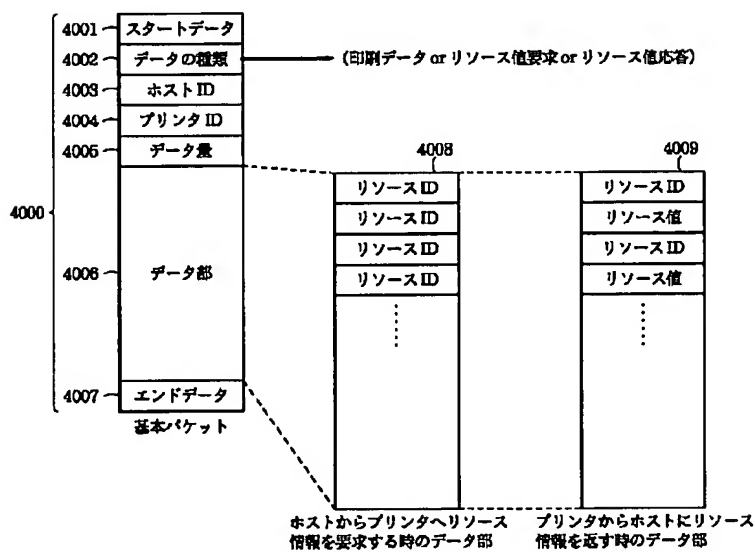 4001 スタートデータ
4002 データの種類 (印刷データ or リソース値要求 or リソース値応答)
4003 ホストID
4004 プリンタID
4005 データ量
4000
4006 データ部
4007 エンドデータ
基本パケット
4008
リソースID
リソースID
リソースID
リソースID
ホストからプリンタへリソース
情報を要求する時のデータ部
4009
リソースID
リソース値
リソースID
リソース値
プリンタからホストにリソース
情報を返す時のデータ部